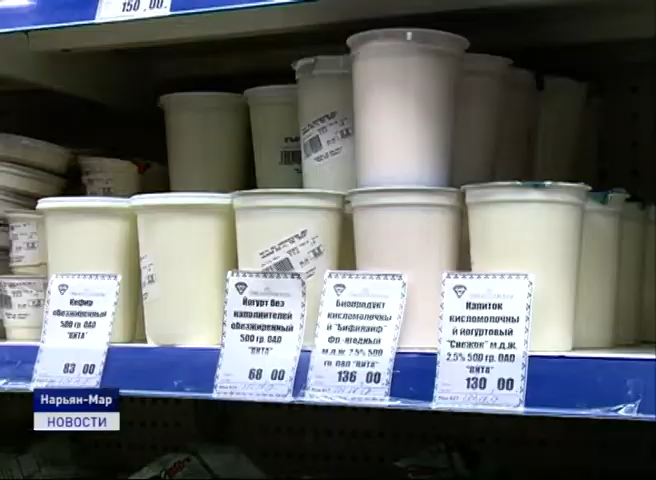 150 00
Кефир
обезжиренный
500 гр. ОАО
"ВИТА"
83 00
Йогурт без
наполнителей
обезжиренный
500 гр. ОАО
"ВИТА"
68 00
Биопродукт
кисломолочны
й "Бифилайф"
ФР-ягодный
м.д.ж. 2,5% 500
гр. ОАО "ВИТА"
136 00
Напиток
кисломолочны
й йогуртовый
"Снежок" м.д.ж.
2,5% 500 гр. ОАО
"ВИТА"
130 00
Нарьян-Мар
НОВОСТИ